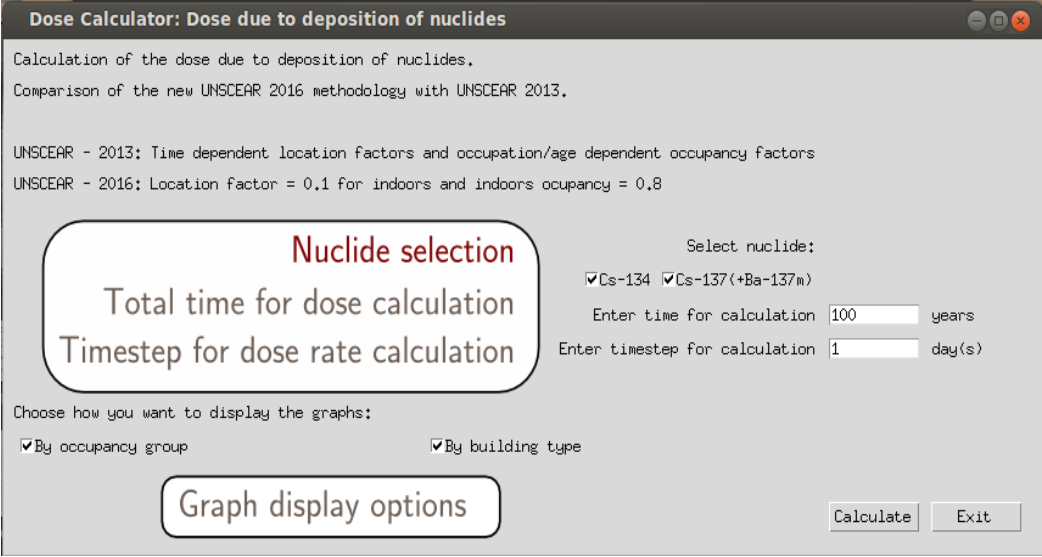 Dose Calculator: Dose due to deposition of nuclides
Calculation of the dose due to deposition of nuclides.
Comparison of the new UNSCEAR 2016 methodology with UNSCEAR 2013.
UNSCEAR - 2013: Time dependent location factors and occupation/age dependent occupancy factors
UNSCEAR - 2016: Location factor = 0.1 for indoors and indoors ocupancy = 0.8
Nuclide selection
Total time for dose calculation
Timestep for dose rate calculation
Select nuclide:
Cs-134 Cs-137(+Ba-137m)
Enter time for calculation 100 years
Enter timestep for calculation 1 day(s)
Choose how you want to display the graphs:
By occupancy group By building type
Graph display options
Calculate Exit